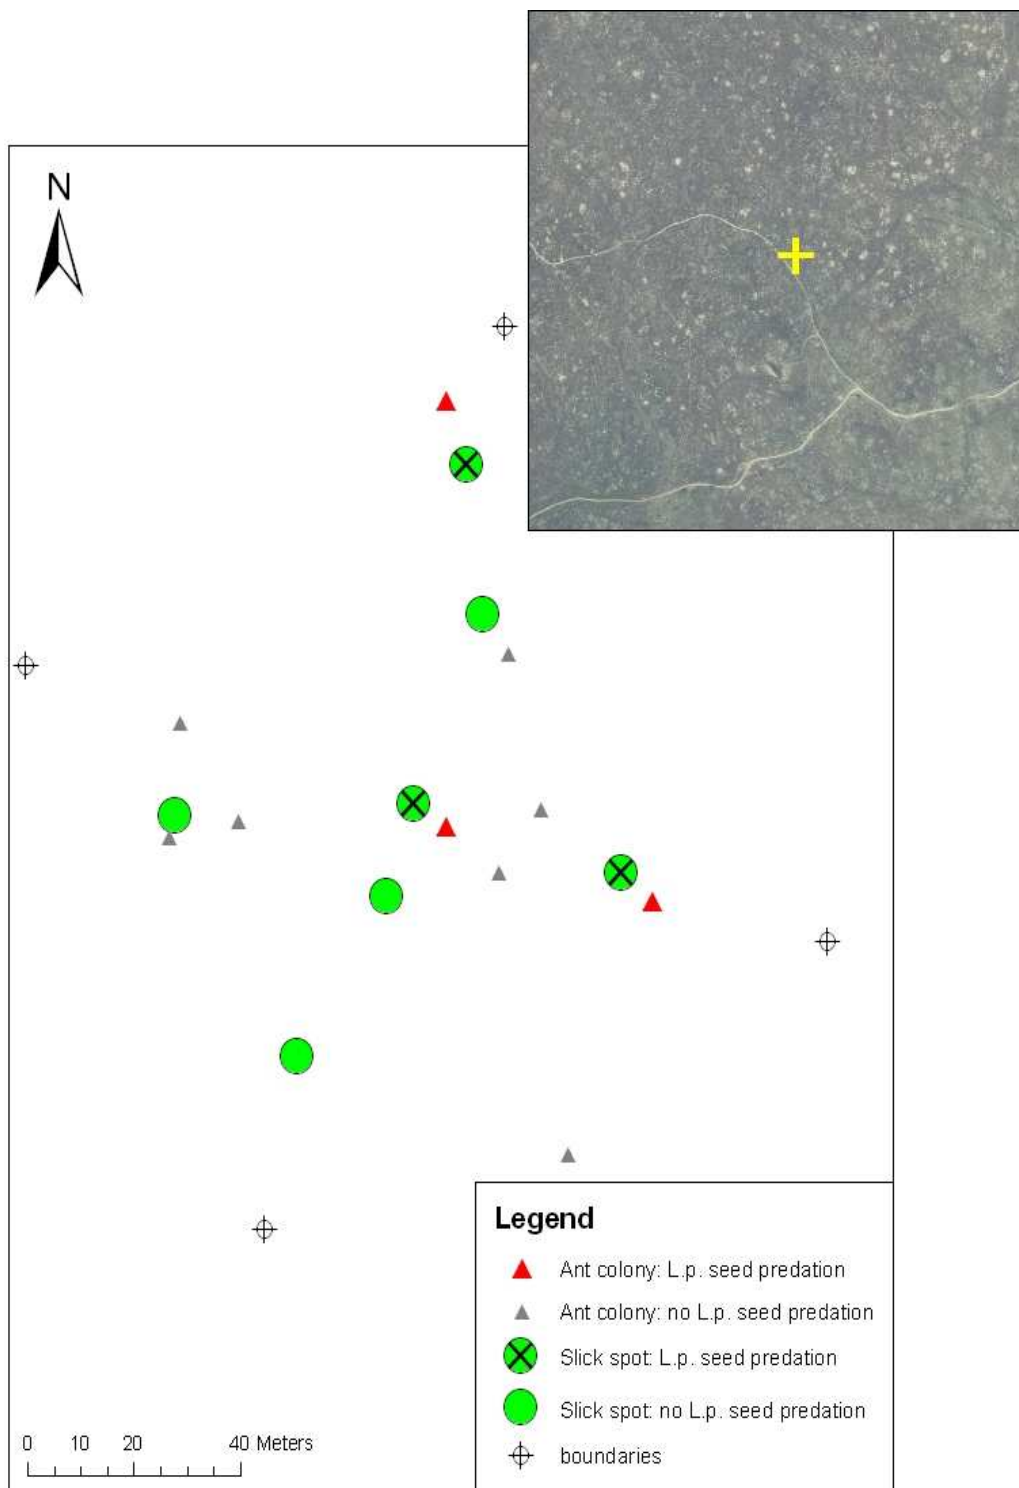 N
Legend
Ant colony: L.p. seed predation
Ant colony: no L.p. seed predation
Slick spot: L.p. seed predation
Slick spot: no L.p. seed predation
boundaries
0 10 20 40 Meters